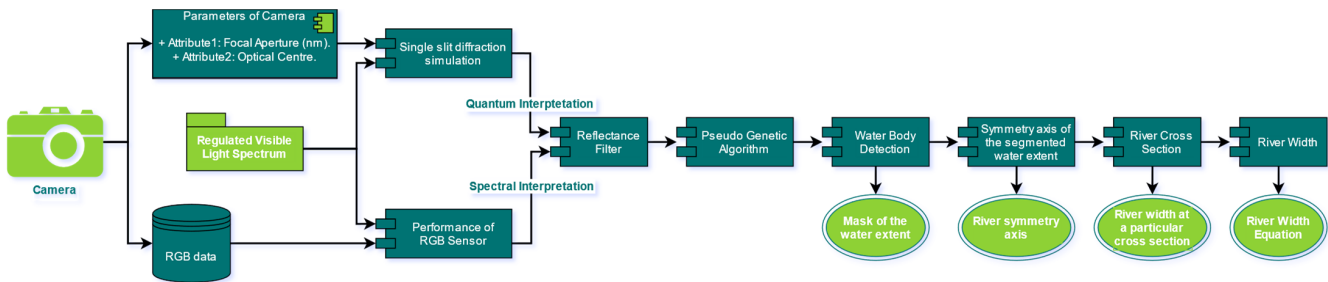 Parameters of Camera
+ Attribute1: Focal Aperture (nm).
+ Attribute2: Optical Centre.
Single slit diffraction
simulation
Quantum Interptetation
Regulated Visible
Light Spectrum
Camera
RGB data
Performance of
RGB Sensor
Spectral Interpretation
Reflectance
Filter
Pseudo Genetic
Algorithm
Water Body
Detection
Symmetry axis of
the segmented
water extent
River Cross
Section
River Width
Mask of the
water extent
River symmetry
axis
River width at
a particular
cross section
River Width
Equation